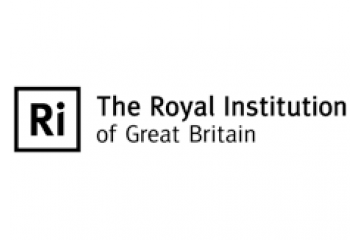 Ri
The Royal Institution
of Great Britain